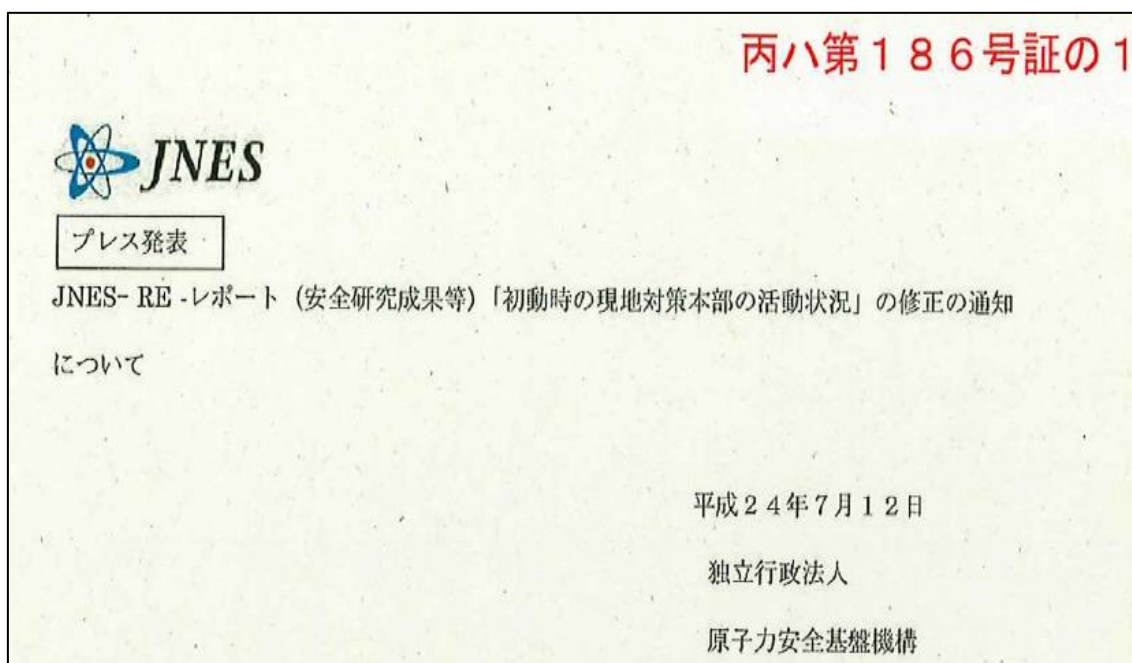 丙ハ第１８６号証の１
JNES
プレス発表
JNES- RE -レポート（安全研究成果等）「初動時の現地対策本部の活動状況」の修正の通知
について
平成２４年７月１２日
独立行政法人
原子力安全基盤機構